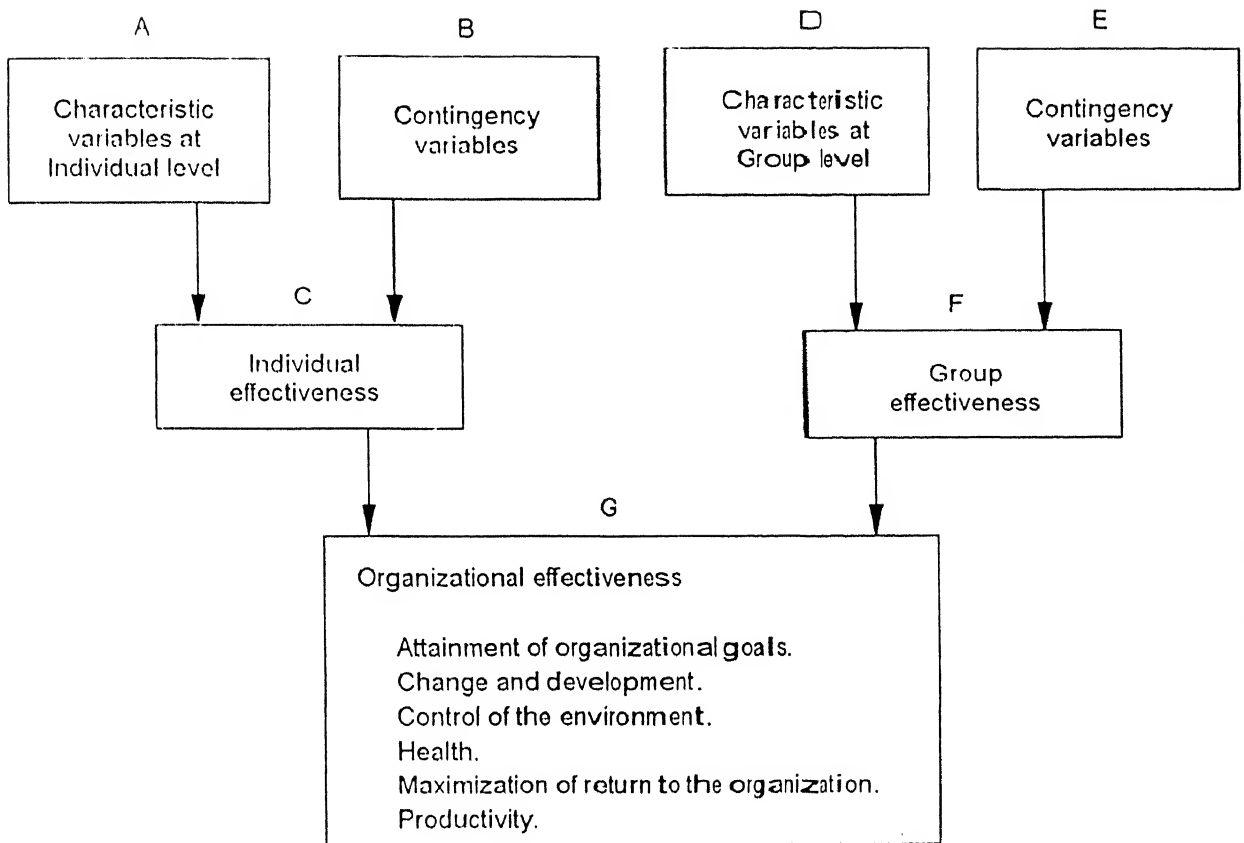 A
B
D
E
Characteristic
variables at
Individual level
Contingency
variables
Characteristic
variables at
Group level
Contingency
variables
C
F
Individual
effectiveness
Group
effectiveness
G
Organizational effectiveness
Attainment of organizational goals.
Change and development.
Control of the environment.
Health.
Maximization of return to the organization.
Productivity.